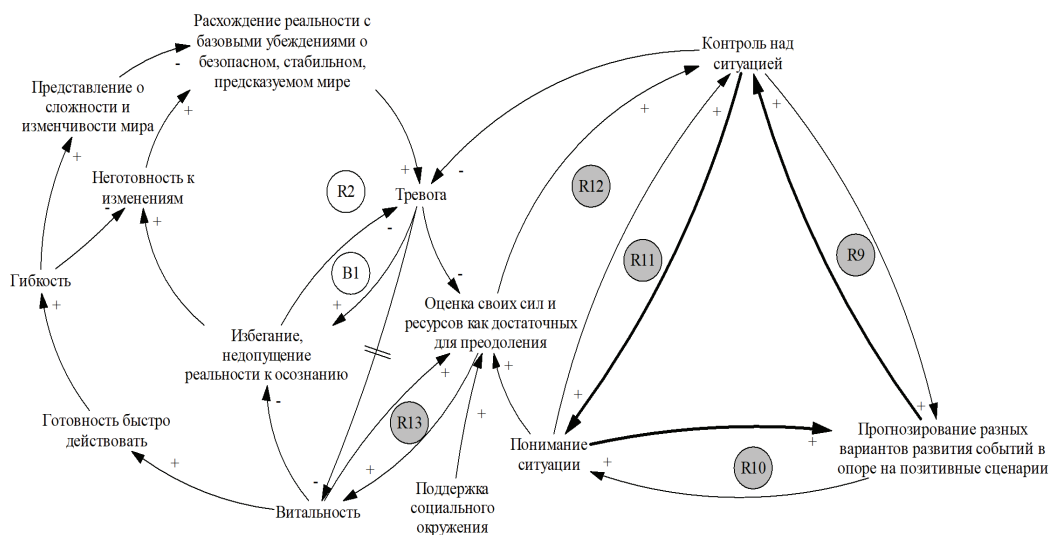 Расхождение реальности с
базовыми убеждениями о
безопасном, стабильном,
предсказуемом мире
Контроль над
ситуацией
Представление о
сложности и
изменчивости мира
-
+
+
+
+
+
R2
+
Тревога
-
R12
Неготовность к
изменениям
-
+
-
R11
R9
Гибкость
+
B1
+
-
Оценка своих сил и
ресурсов как достаточных
для преодоления
Избегание,
недопущение
реальности к осознанию
-
+
+
+
+
+
R13
Готовность быстро
действовать
+
+
+
Понимание
ситуации
+
+
R10
Прогнозирование разных
вариантов развития событий в
опоре на позитивные сценарии
-
+
Витальность
Поддержка
социального
окружения